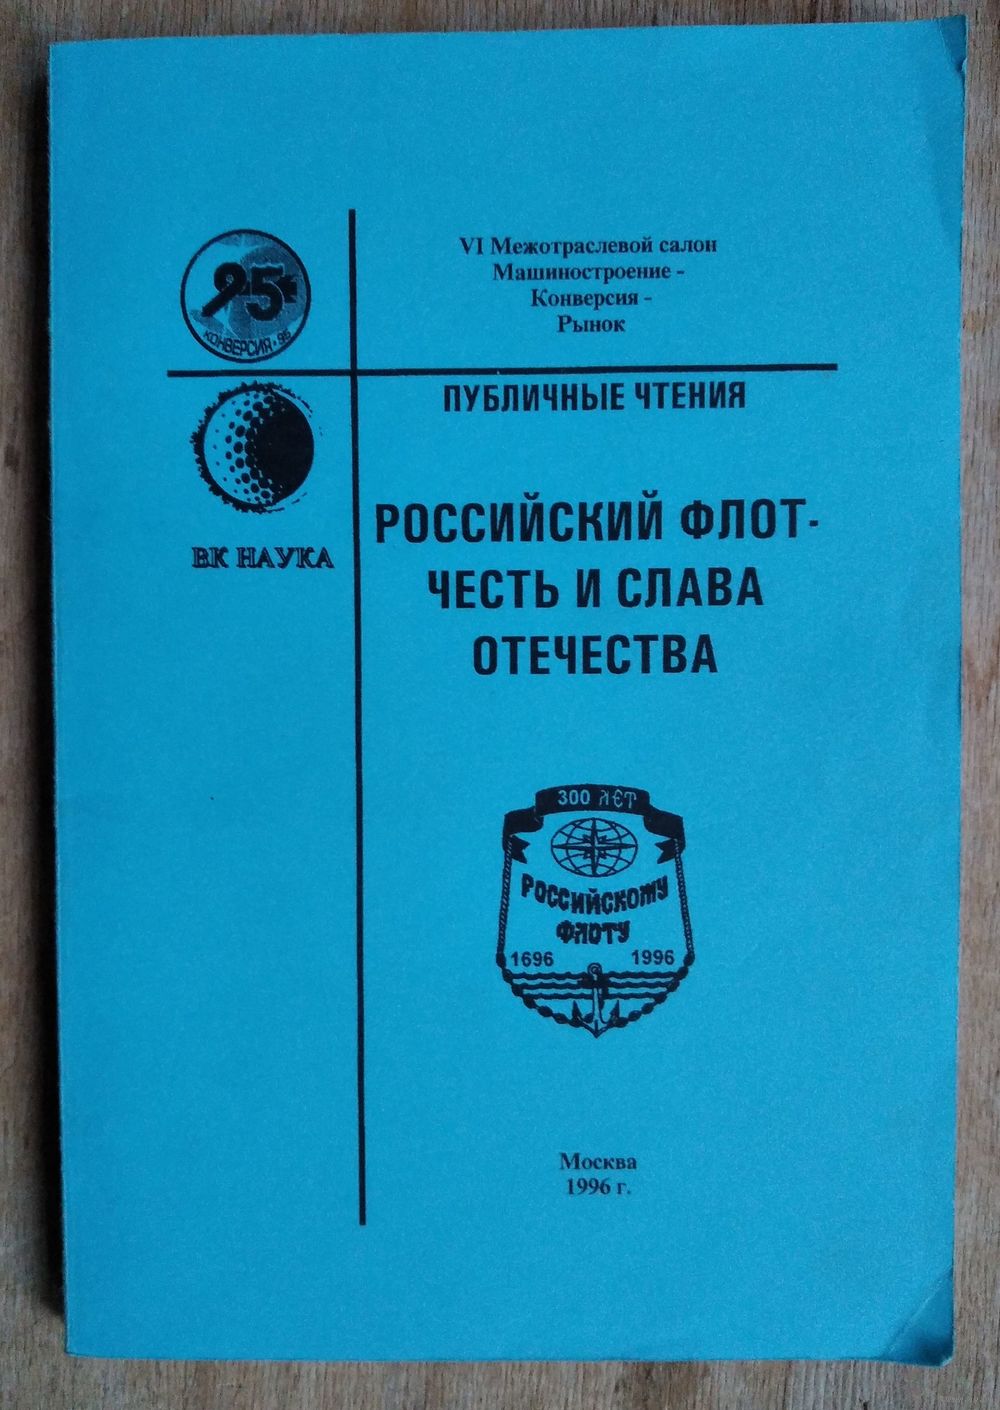 VI Межотраслевой салон
Машиностроение -
Конверсия -
Рынок
95
КОНВЕРСИЯ • 95
ВК НАУКА
ПУБЛИЧНЫЕ ЧТЕНИЯ
РОССИЙСКИЙ ФЛОТ-
ЧЕСТЬ И СЛАВА
ОТЕЧЕСТВА
300 ЛЕТ
РОССИЙСКОМУ
ФЛОТУ
1696 1996
Москва
1996 г.